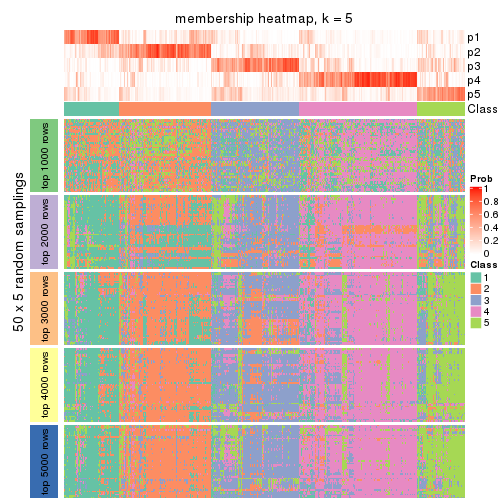 membership heatmap, k = 5
p1
p2
p3
p4
p5
Class
50 x 5 random samplings
top 1000 rows
top 2000 rows
top 3000 rows
top 4000 rows
top 5000 rows
Prob
1
0.8
0.6
0.4
0.2
0
Class
1
2
3
4
5